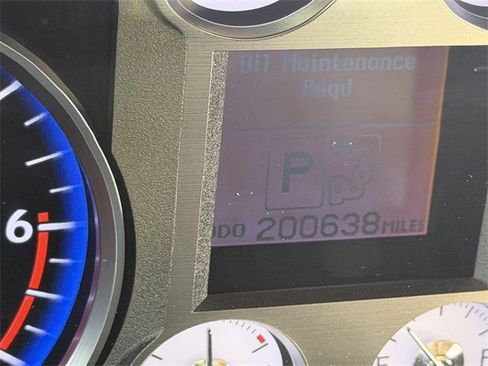 Oil Maintenance
Reqd
P
6
ODO 200638 MILES
E